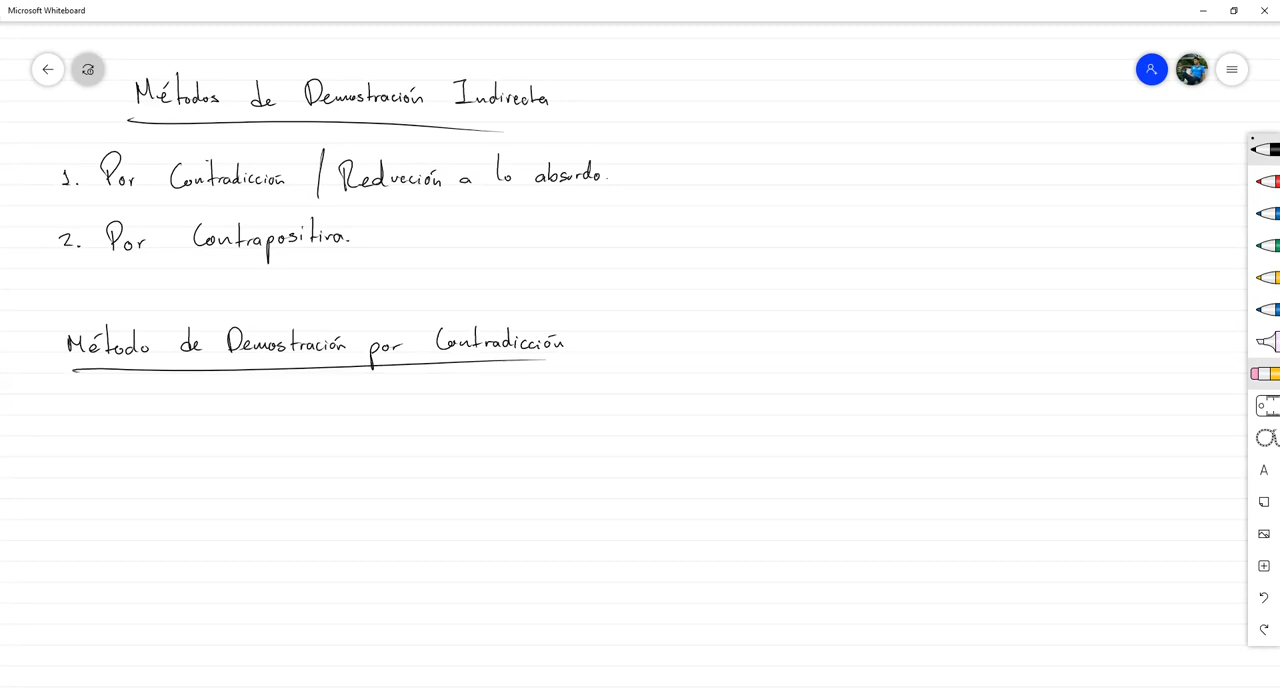 Microsoft Whiteboard
Métodos de Demostración Indirecta
1. Por Contradicción / Reducción a lo absurdo.
2. Por Contrapositiva.
Método de Demostración por Contradicción
A